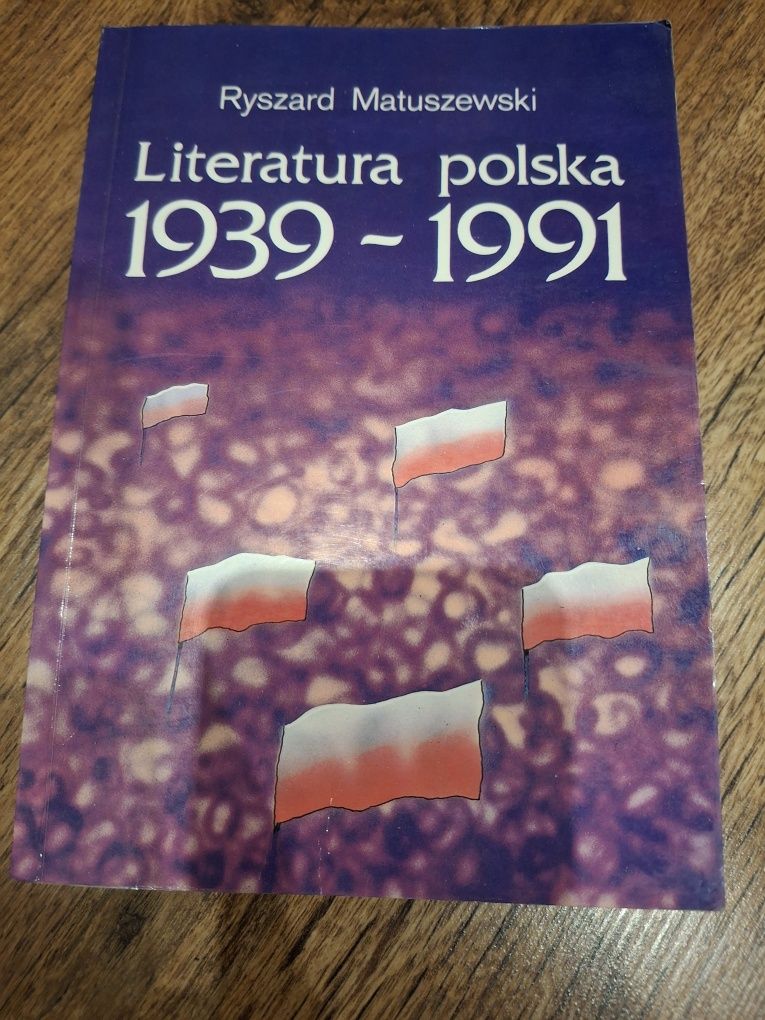 Ryszard Matuszewski
Literatura polska
1939 ~ 1991